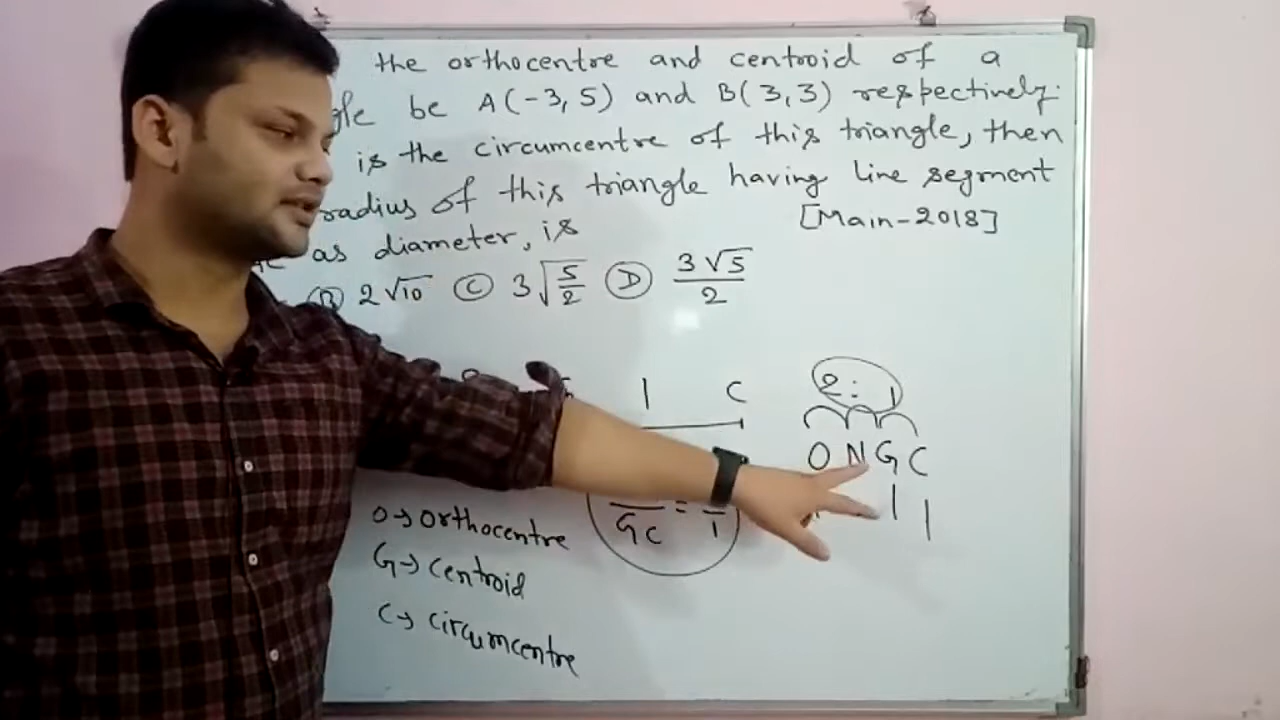 the orthocentre and centroid of a
gle be A(-3,5) and B(3,3) respectively.
is the circumcentre of this triangle, then
radius of this triangle having line segment
as diameter, is [Main-2018]
B 2√10 C 3√5/2 D 3√5/2
1 C 2:1
O N G C
GC = 1
O→orthocentre
G→centroid
C→circumcentre